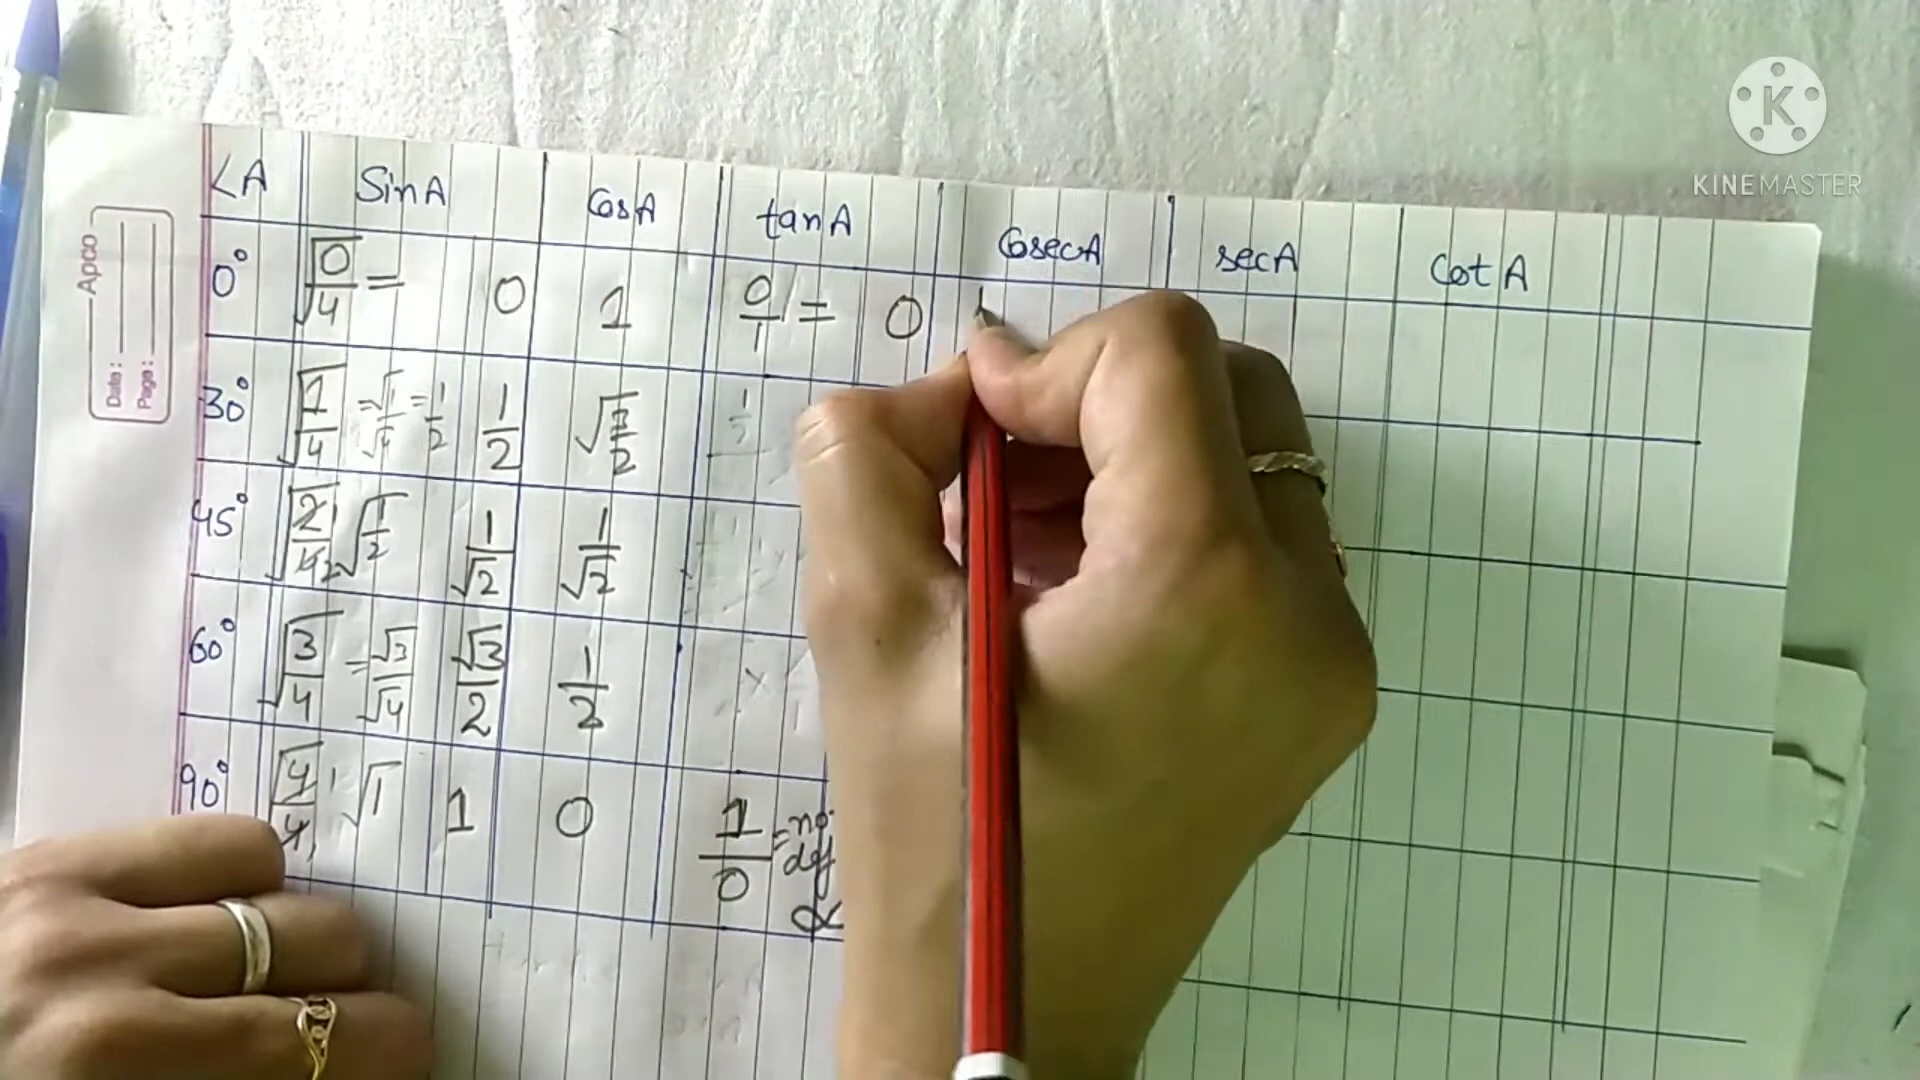 KINEMASTER
Apco
Date :
Page :
<A SinA CosA tanA CosecA secA Cot A
0° √0/4 = 0 1 0/1 = 0
30° √1/4 = √1/√4 = 1/2 1/2 √3/2
45° √2/4 √1/2 1/√2 1/√2
60° √3/4 = √3/√4 √3/2 1/2
90° √4/4 √1 1 0 1/0 =